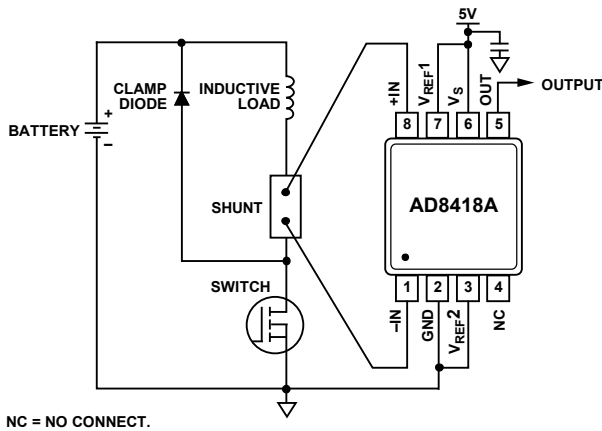 5V
CLAMP
DIODE
INDUCTIVE
LOAD
BATTERY
+
–
SHUNT
SWITCH
+IN
VREF1
VS
OUT
OUTPUT
8
7
6
5
AD8418A
1
2
3
4
–IN
GND
VREF2
NC
NC = NO CONNECT.